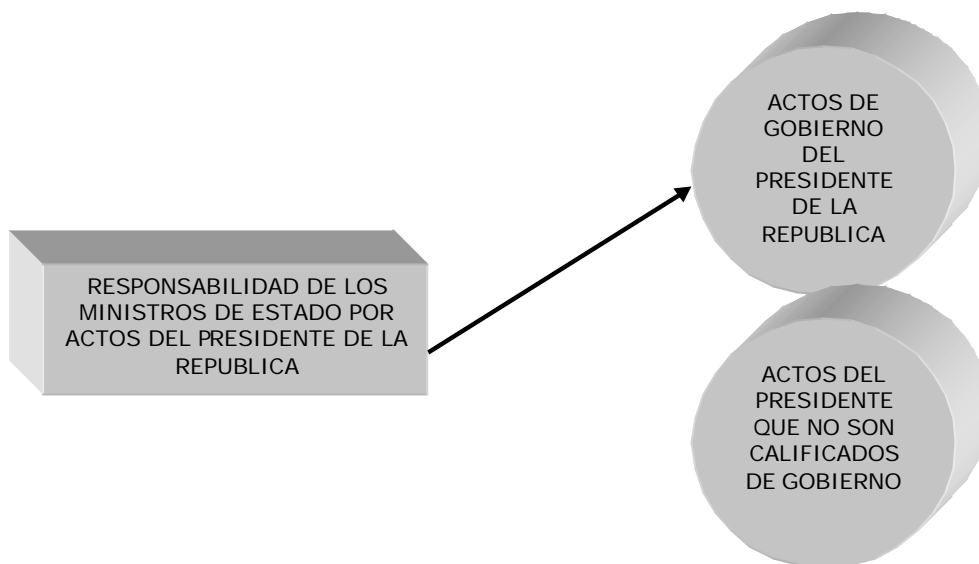 ACTOS DE
GOBIERNO
DEL
PRESIDENTE
DE LA
REPUBLICA
RESPONSABILIDAD DE LOS
MINISTROS DE ESTADO POR
ACTOS DEL PRESIDENTE DE LA
REPUBLICA
ACTOS DEL
PRESIDENTE
QUE NO SON
CALIFICADOS
DE GOBIERNO